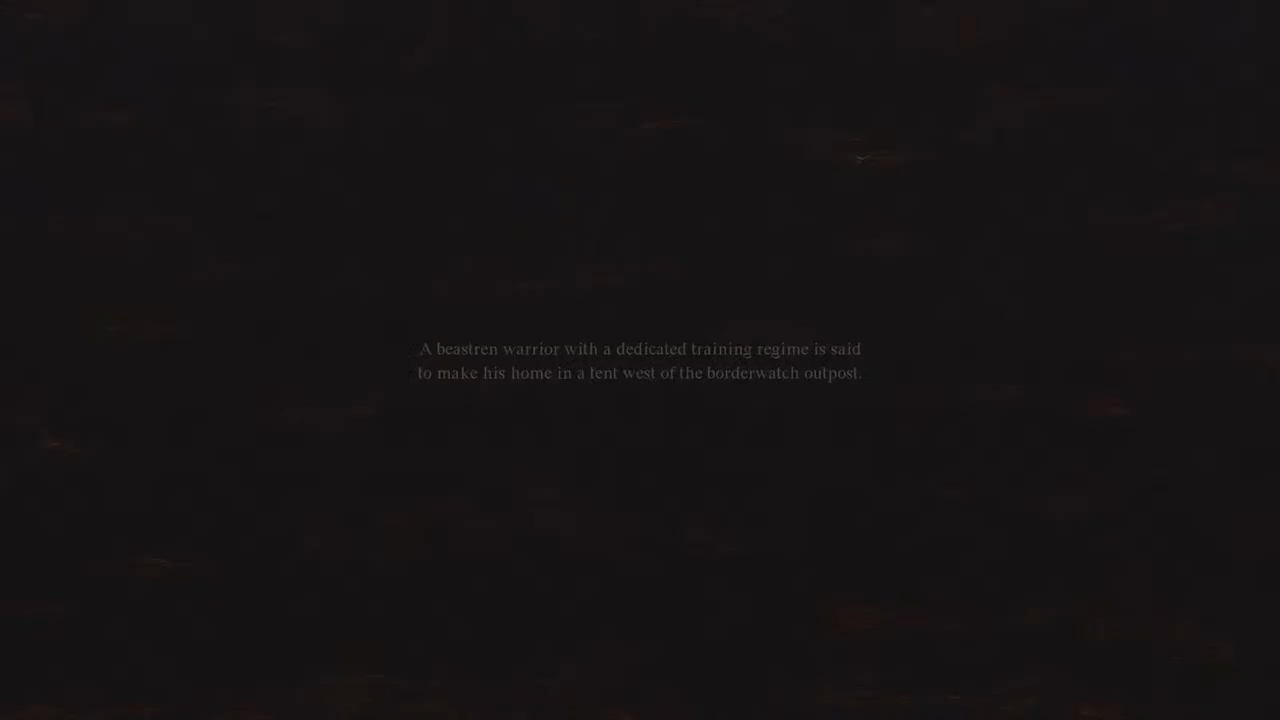 A beastren warrior with a dedicated training regime is said
to make his home in a tent west of the borderwatch outpost.